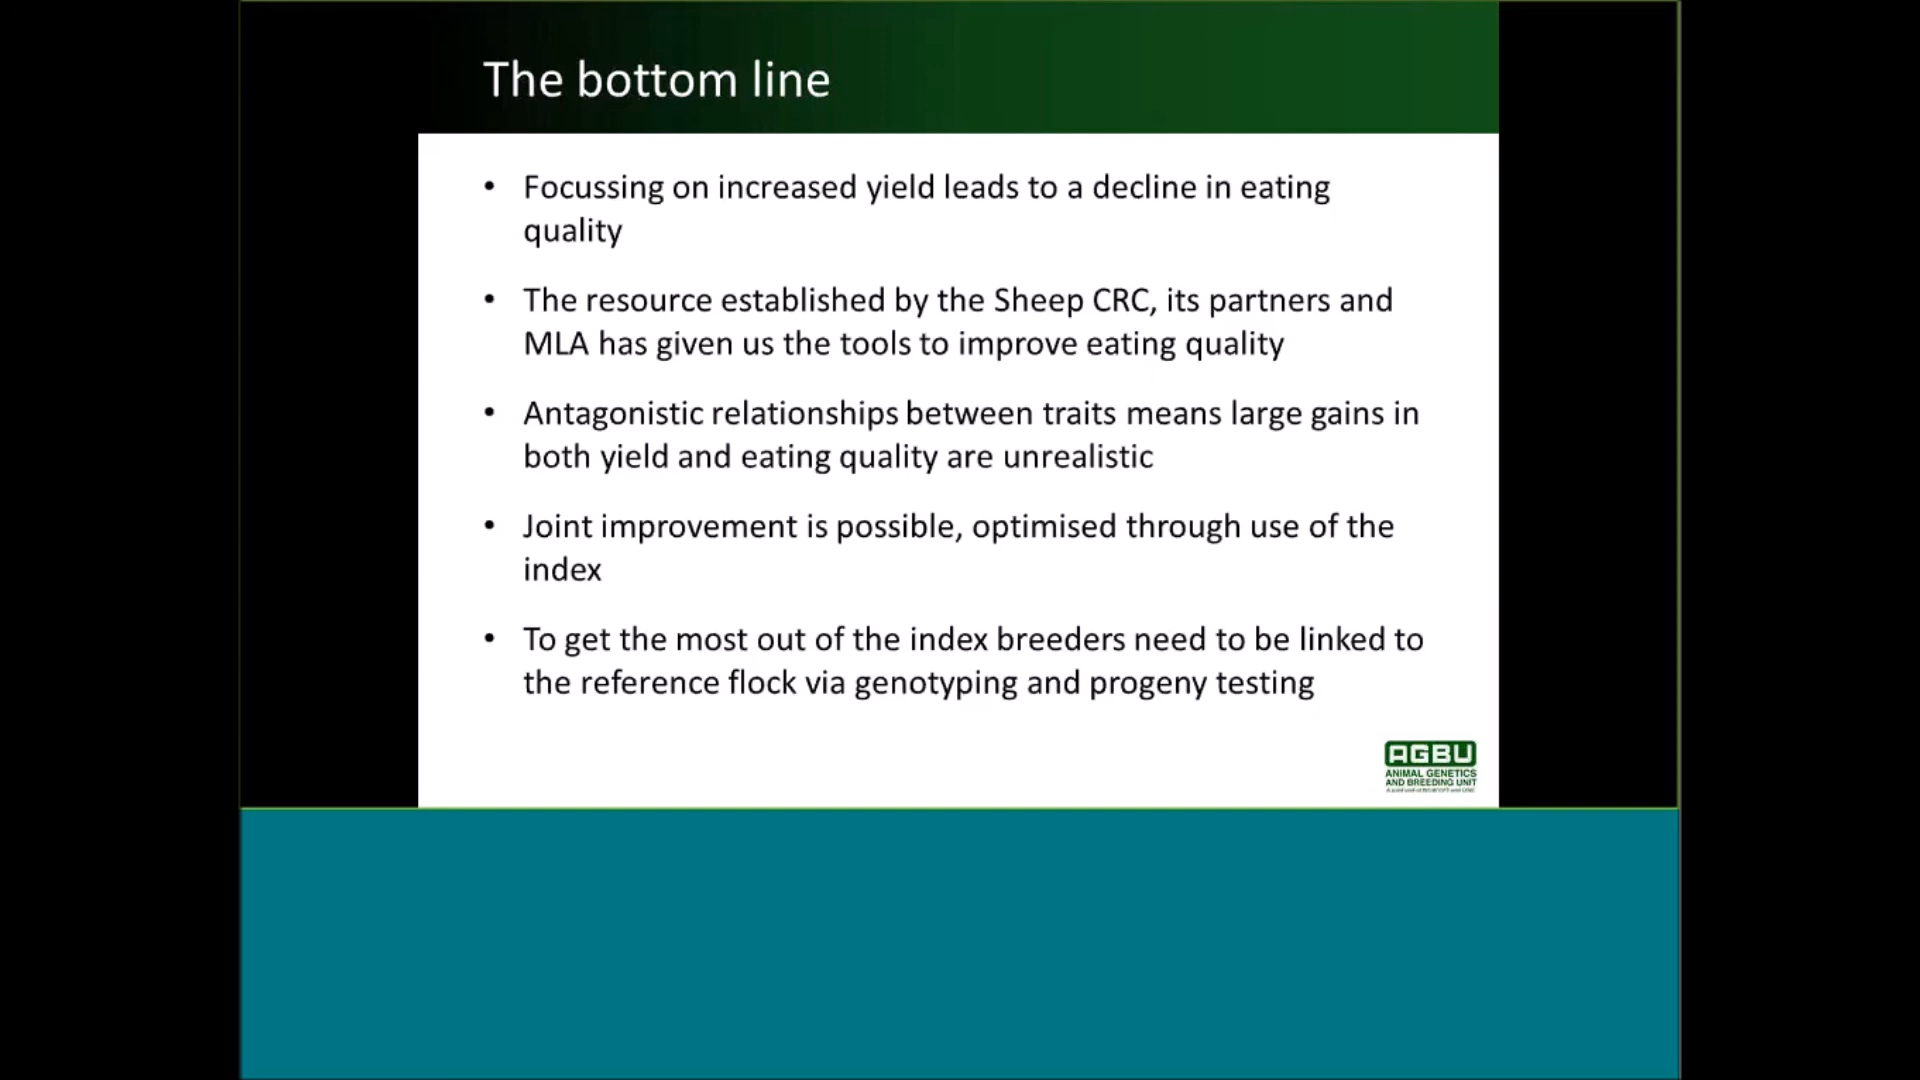 The bottom line
• Focussing on increased yield leads to a decline in eating
quality
• The resource established by the Sheep CRC, its partners and
MLA has given us the tools to improve eating quality
• Antagonistic relationships between traits means large gains in
both yield and eating quality are unrealistic
• Joint improvement is possible, optimised through use of the
index
• To get the most out of the index breeders need to be linked to
the reference flock via genotyping and progeny testing
AGBU
ANIMAL GENETICS
AND BREEDING UNIT